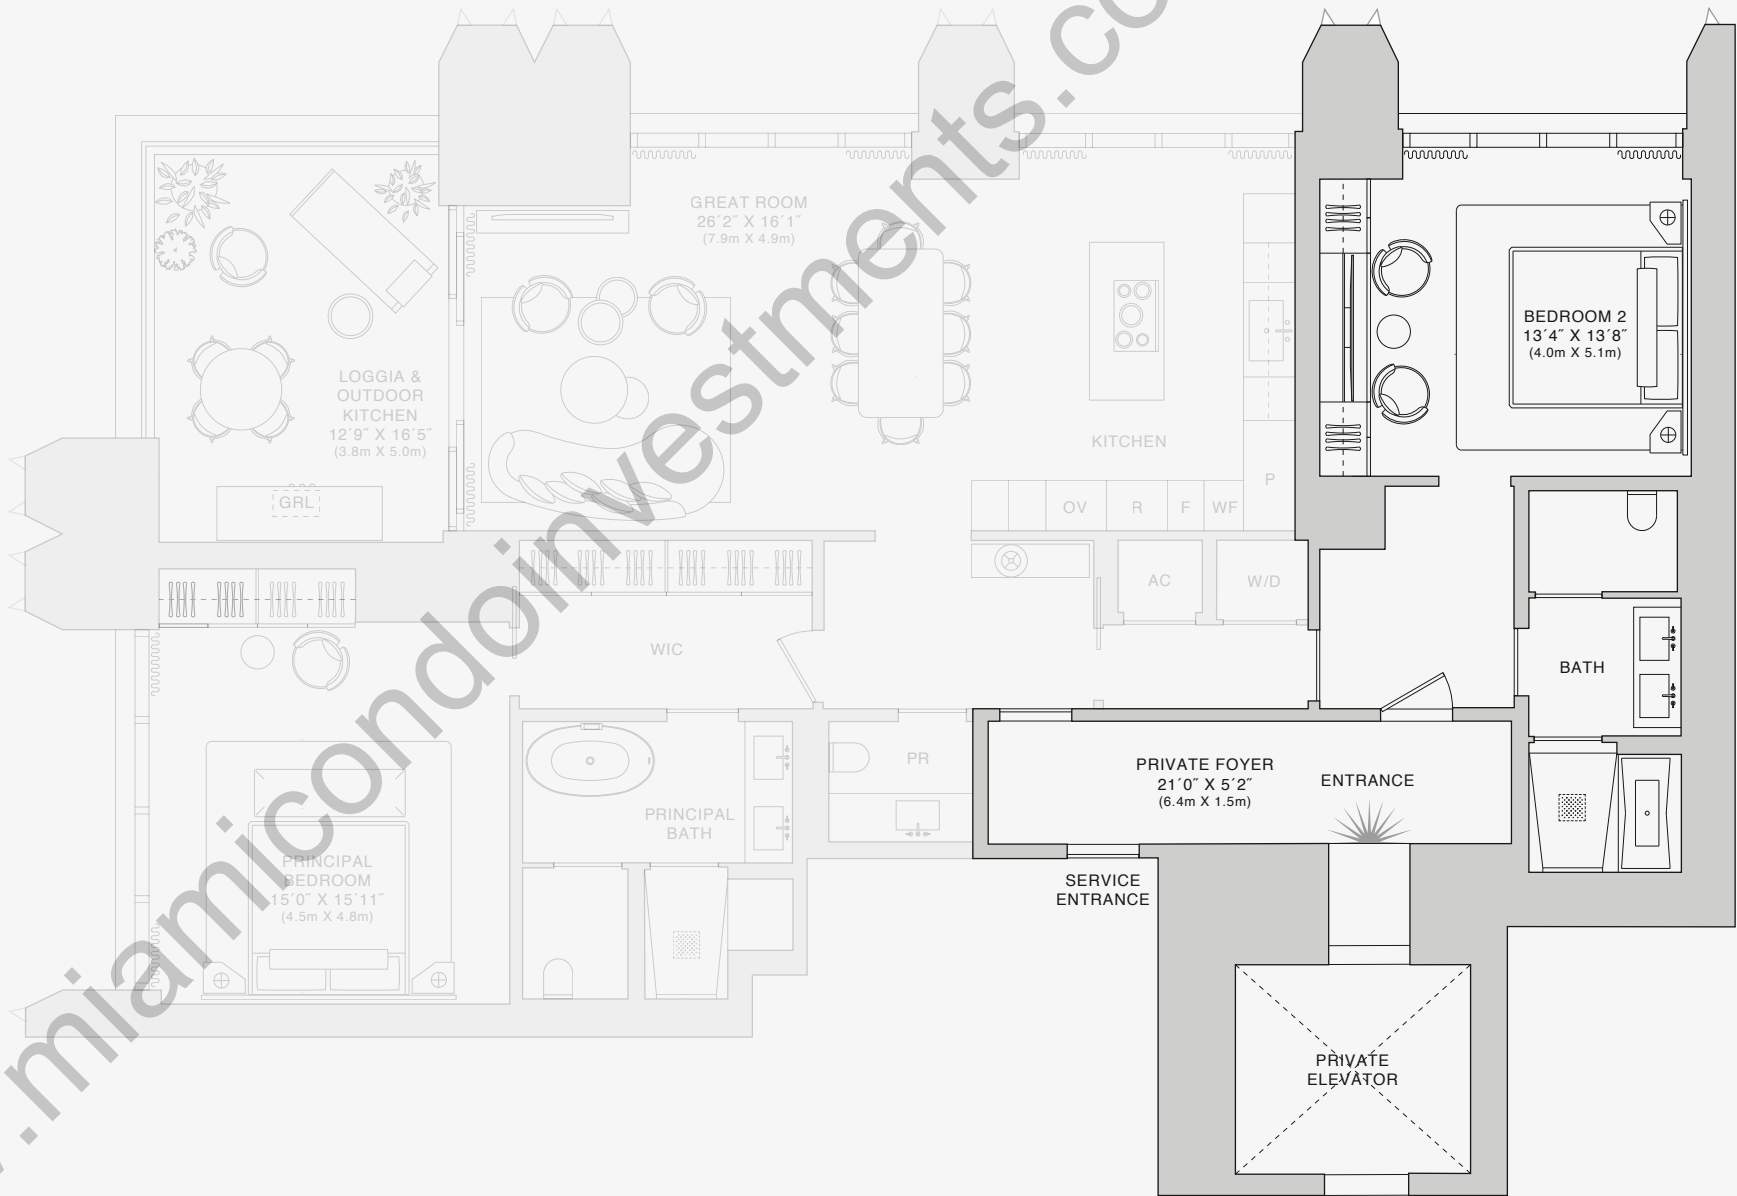 GREAT ROOM
26´2˝ X 16´1˝
(7.9m X 4.9m)
LOGGIA &
OUTDOOR
KITCHEN
12´9˝ X 16´5˝
(3.8m X 5.0m)
GRL
KITCHEN
OV
R
F
WF
P
BEDROOM 2
13´4˝ X 13´8˝
(4.0m X 5.1m)
AC
W/D
WIC
BATH
PR
PRIVATE FOYER
21´0˝ X 5´2˝
(6.4m X 1.5m)
ENTRANCE
PRINCIPAL
BATH
PRINCIPAL
BEDROOM
15´0˝ X 15´11˝
(4.5m X 4.8m)
SERVICE
ENTRANCE
PRIVATE
ELEVATOR
.miamicondoinvestments.co